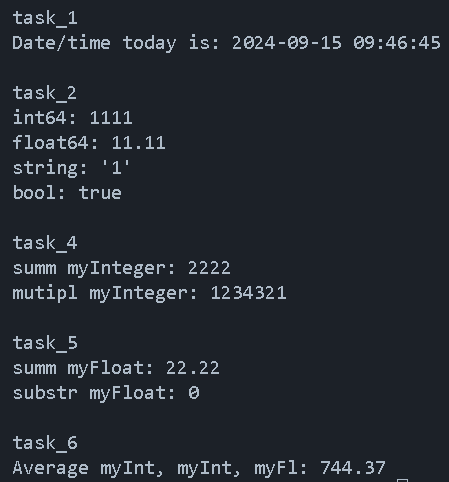 task_1
Date/time today is: 2024-09-15 09:46:45
task_2
int64: 1111
float64: 11.11
string: '1'
bool: true
task_4
summ myInteger: 2222
mutipl myInteger: 1234321
task_5
summ myFloat: 22.22
substr myFloat: 0
task_6
Average myInt, myInt, myFl: 744.37